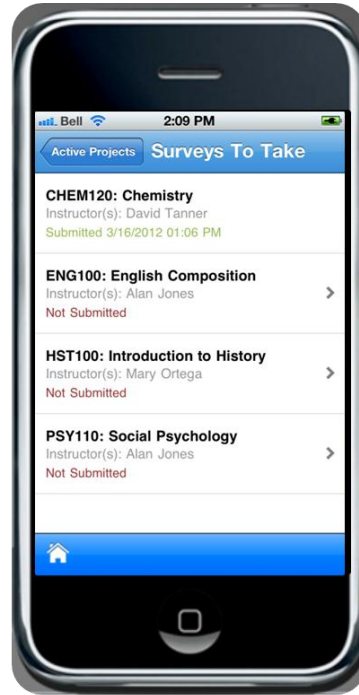 Bell 2:09 PM
Active Projects Surveys To Take
CHEM120: Chemistry
Instructor(s): David Tanner
Submitted 3/16/2012 01:06 PM
ENG100: English Composition
Instructor(s): Alan Jones
Not Submitted
HST100: Introduction to History
Instructor(s): Mary Ortega
Not Submitted
PSY110: Social Psychology
Instructor(s): Alan Jones
Not Submitted